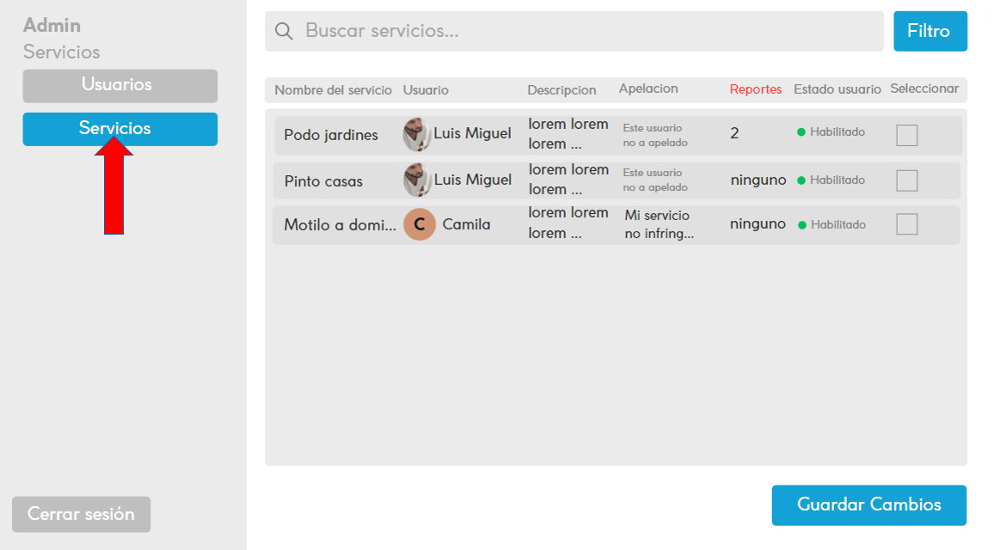 Admin
Servicios
Usuarios
Servicios
Cerrar sesión
Buscar servicios...
Filtro
Nombre del servicio Usuario Descripcion Apelacion Reportes Estado usuario Seleccionar
Podo jardines
Luis Miguel
lorem lorem
lorem ...
Este usuario
no a apelado
2
Habilitado
Pinto casas
Luis Miguel
lorem lorem
lorem ...
Este usuario
no a apelado
ninguno
Habilitado
Motilo a domi...
C
Camila
lorem lorem
lorem ...
Mi servicio
no infring...
ninguno
Habilitado
Guardar Cambios